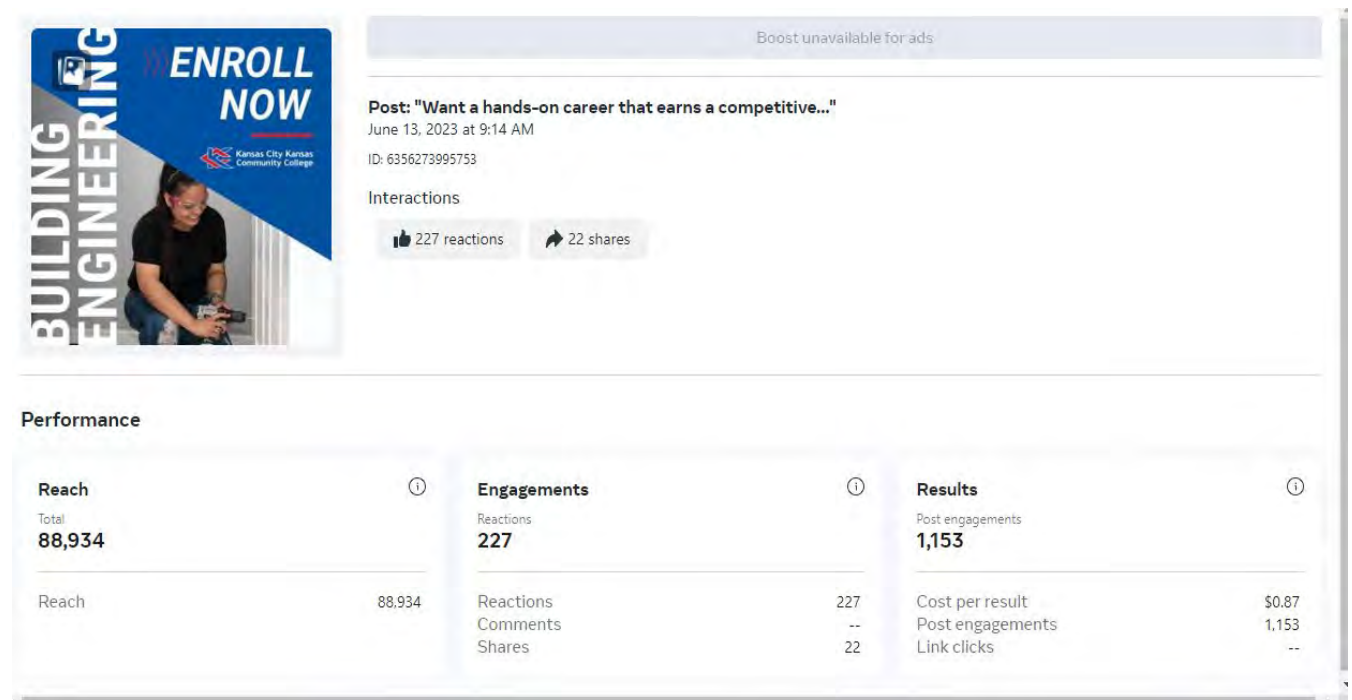 BUILDING
ENGINEERING
ENROLL
NOW
Kansas City Kansas
Community College
Boost unavailable for ads
Post: "Want a hands-on career that earns a competitive..."
June 13, 2023 at 9:14 AM
ID: 6356273995753
Interactions
227 reactions 22 shares
Performance
Reach
Total
88,934
Reach 88,934
Engagements
Reactions
227
Reactions 227
Comments --
Shares 22
Results
Post engagements
1,153
Cost per result $0.87
Post engagements 1,153
Link clicks --